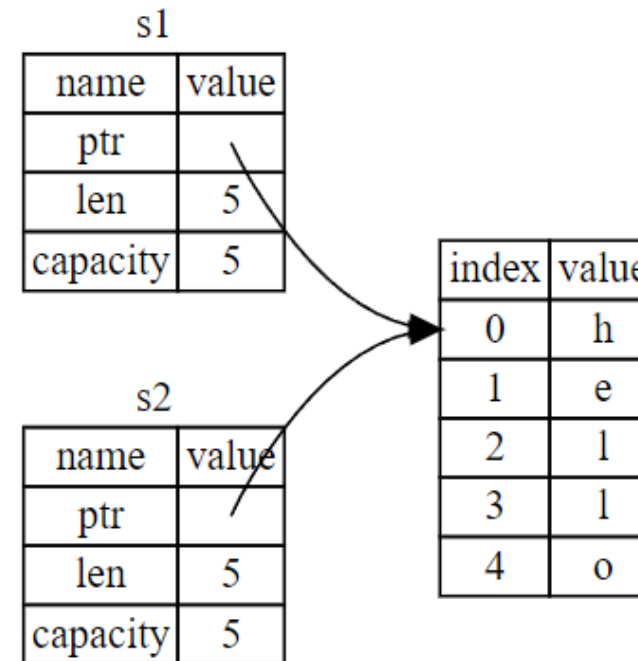 s1
name value
ptr
len 5
capacity 5
s2
name value
ptr
len 5
capacity 5
index value
0 h
1 e
2 l
3 l
4 o